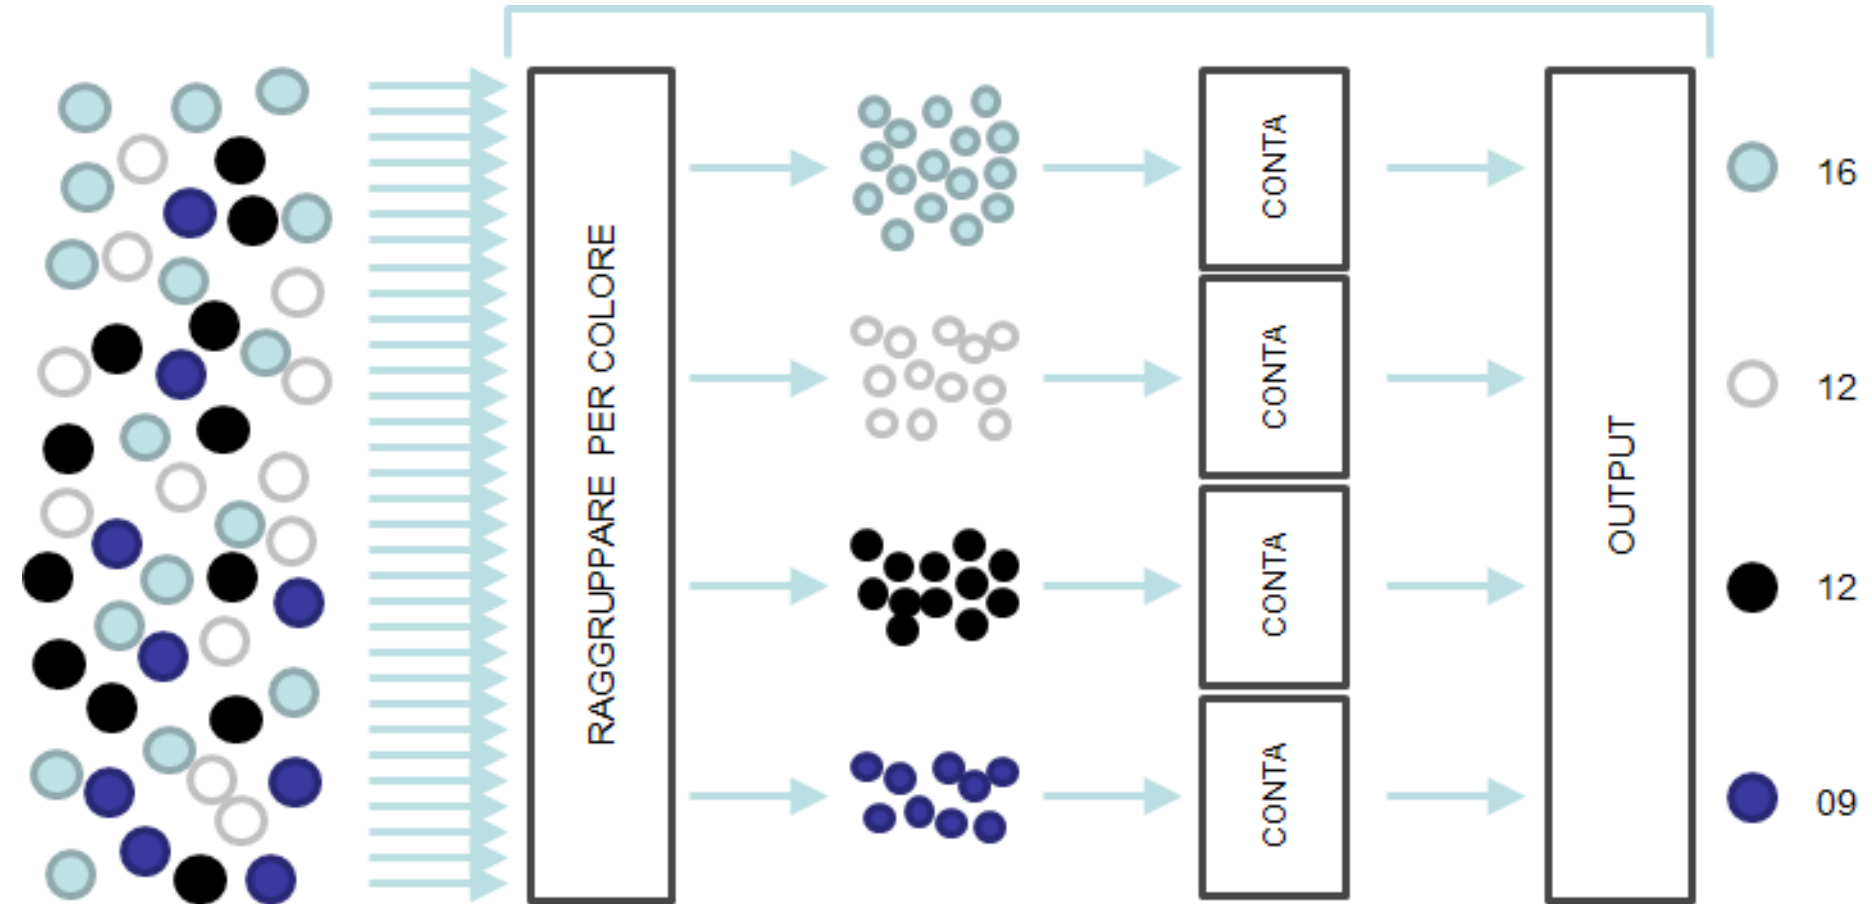 RAGGRUPPARE PER COLORE
CONTA
CONTA
CONTA
CONTA
OUTPUT
16
12
12
09